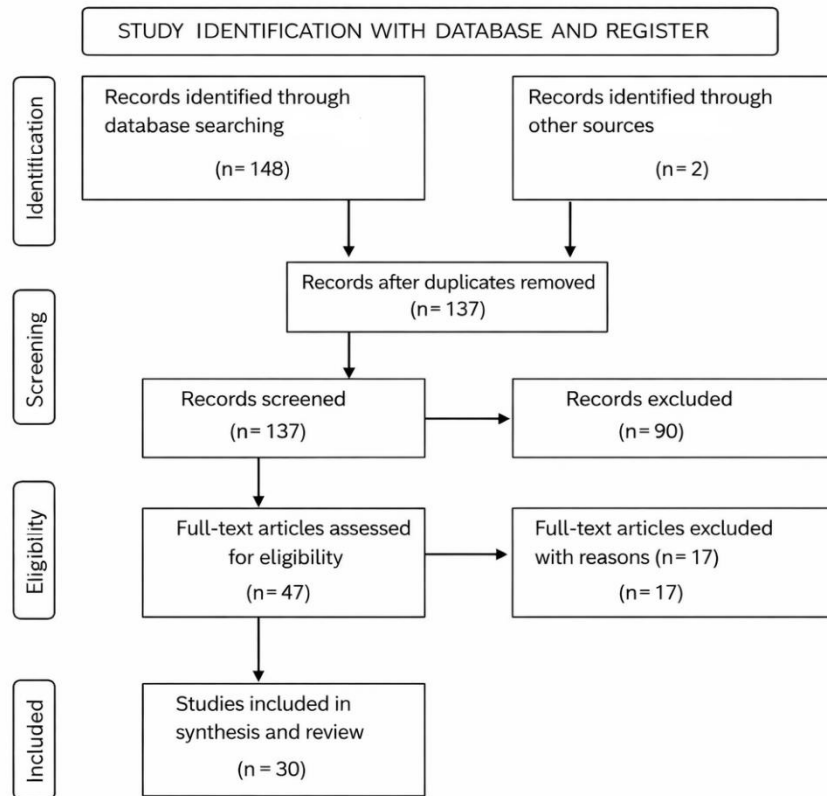 STUDY IDENTIFICATION WITH DATABASE AND REGISTER
Identification
Records identified through
database searching
(n= 148)
Records identified through
other sources
(n= 2)
Records after duplicates removed
(n= 137)
Screening
Records screened
(n= 137)
Records excluded
(n= 90)
Eligibility
Full-text articles assessed
for eligibility
(n= 47)
Full-text articles excluded
with reasons (n= 17)
(n= 17)
Included
Studies included in
synthesis and review
(n= 30)